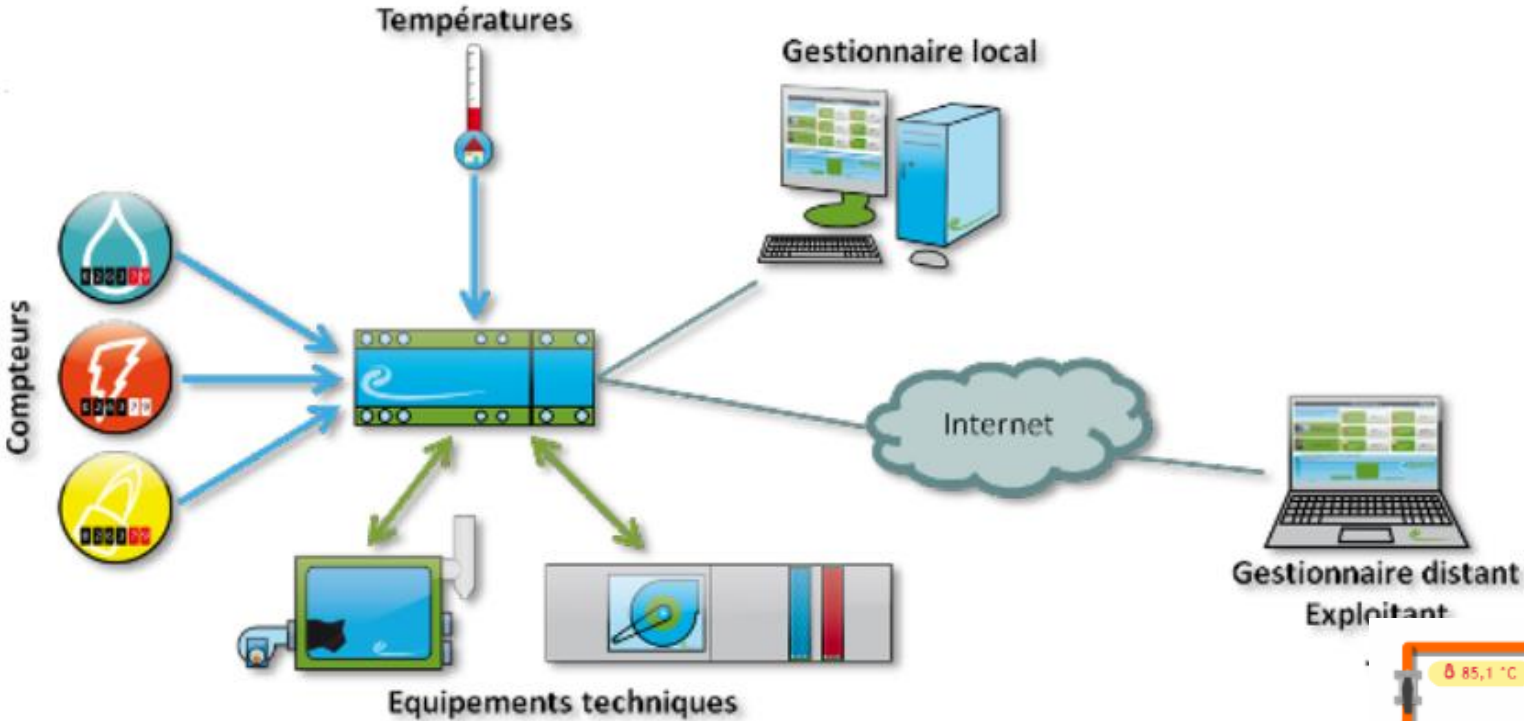 Températures
Gestionnaire local
Compteurs
Internet
Gestionnaire distant
Exploitant
85,1 °C
Equipements techniques